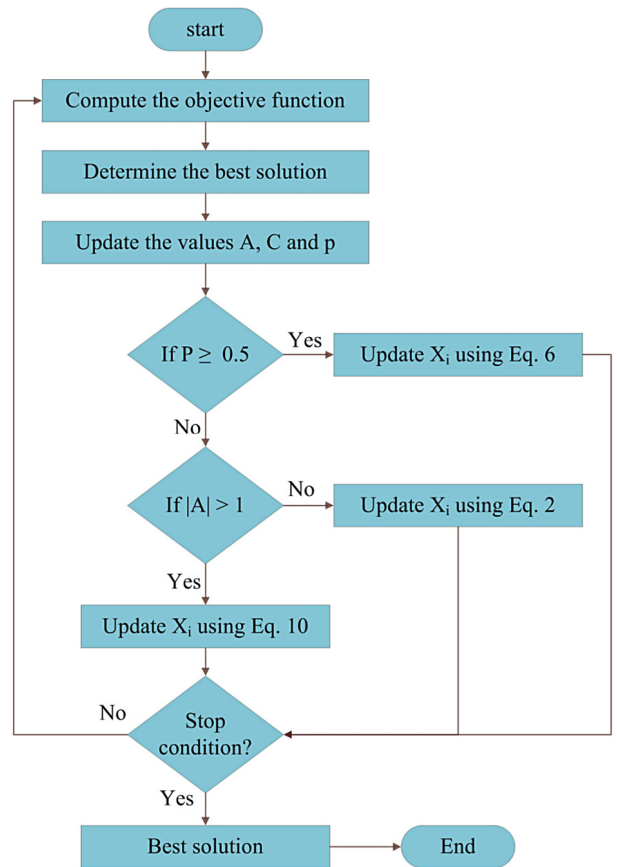 start
Compute the objective function
Determine the best solution
Update the values A, C and p
If P ≥ 0.5
Yes
Update Xᵢ using Eq. 6
No
If |A| > 1
No
Update Xᵢ using Eq. 2
Yes
Update Xᵢ using Eq. 10
No
Stop
condition?
Yes
Best solution
End